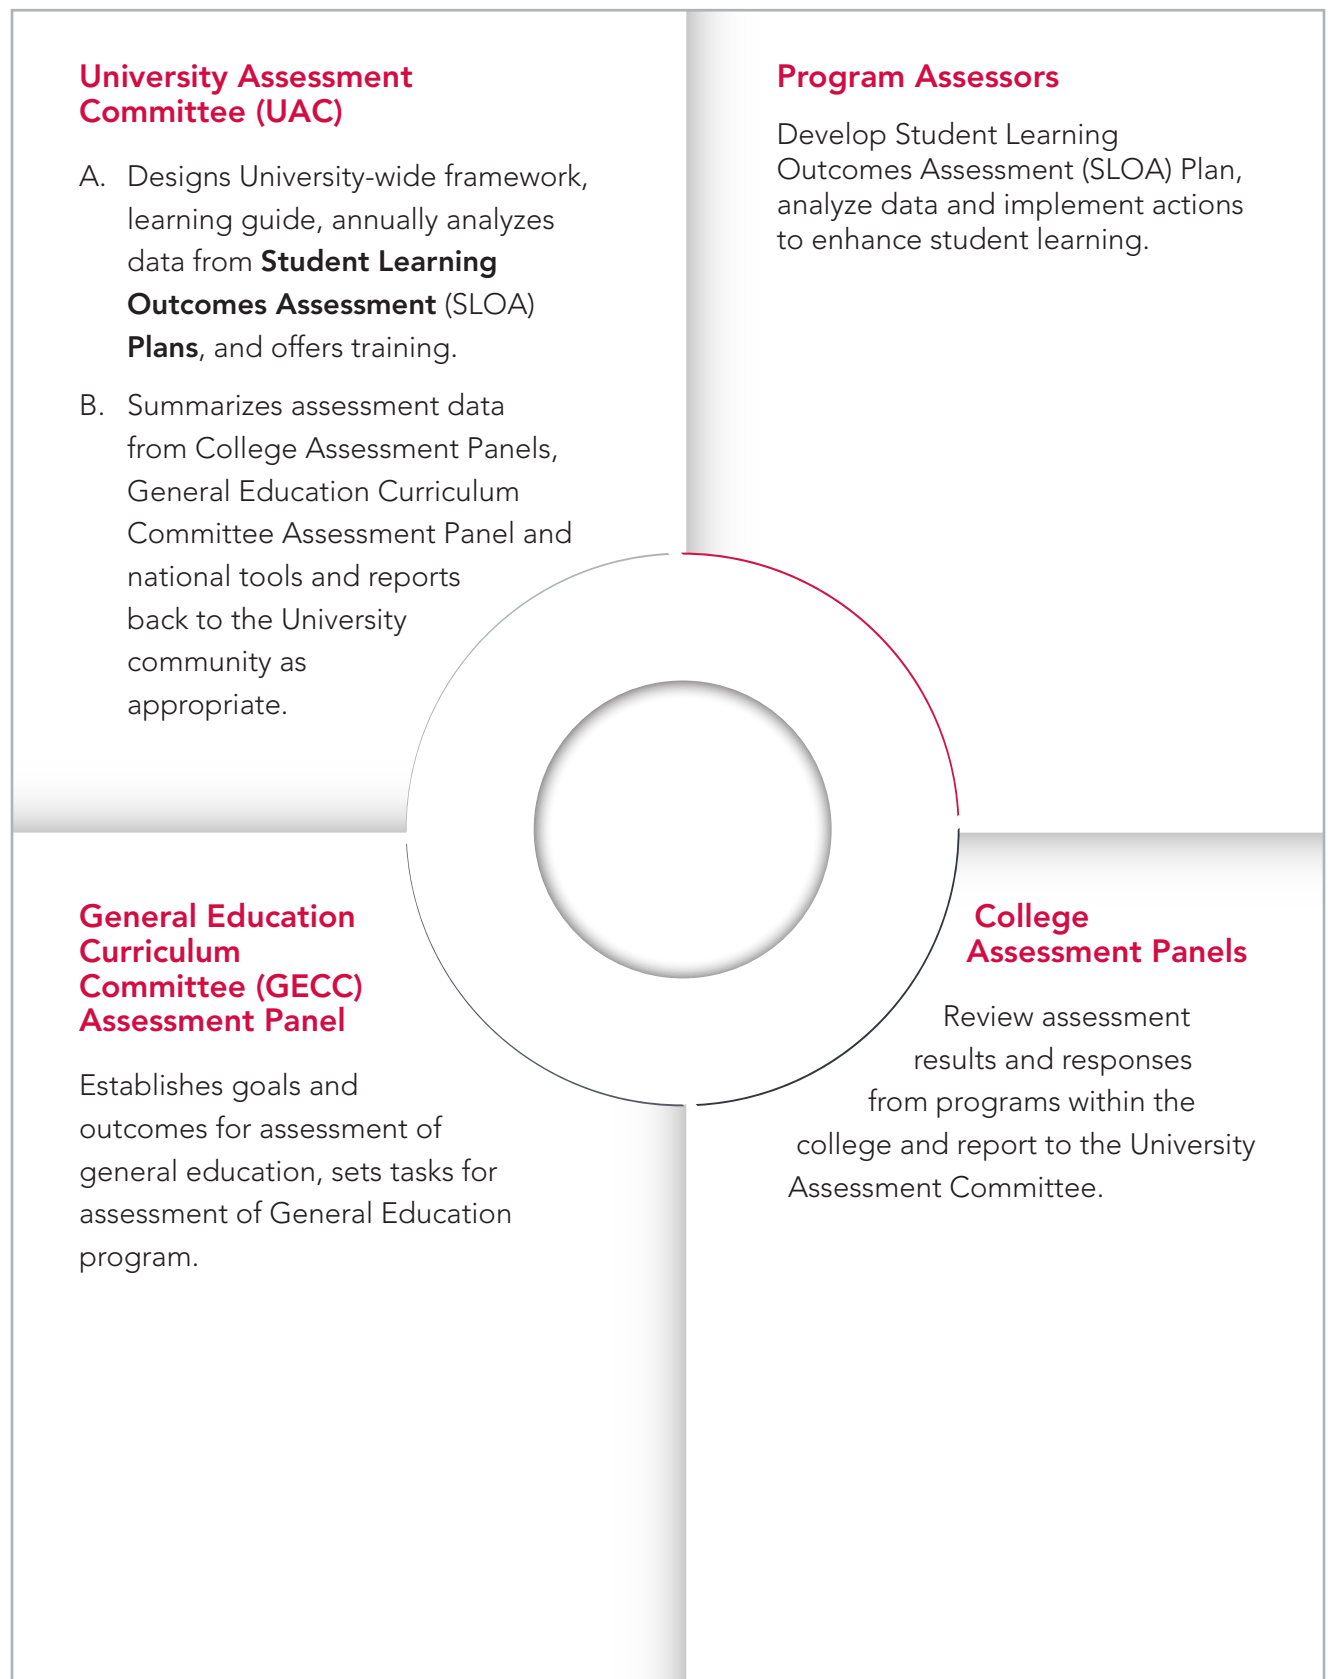 University Assessment
Committee (UAC)
A. Designs University-wide framework,
learning guide, annually analyzes
data from Student Learning
Outcomes Assessment (SLOA)
Plans, and offers training.
B. Summarizes assessment data
from College Assessment Panels,
General Education Curriculum
Committee Assessment Panel and
national tools and reports
back to the University
community as
appropriate.
Program Assessors
Develop Student Learning
Outcomes Assessment (SLOA) Plan,
analyze data and implement actions
to enhance student learning.
General Education
Curriculum
Committee (GECC)
Assessment Panel
Establishes goals and
outcomes for assessment of
general education, sets tasks for
assessment of General Education
program.
College
Assessment Panels
Review assessment
results and responses
from programs within the
college and report to the University
Assessment Committee.